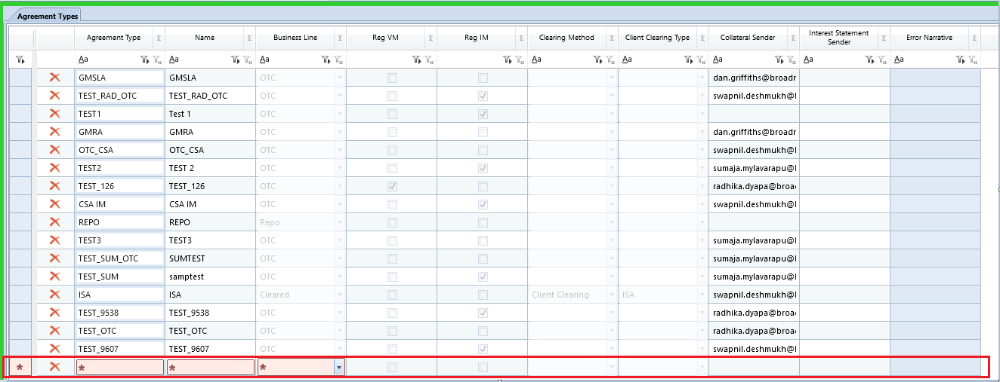 Agreement Types
Agreement Type Σ Name Σ Business Line Σ Reg VM Σ Reg IM Σ Clearing Method Σ Client Clearing Type Σ Collateral Sender Σ Interest Statement Sender Σ Error Narrative Σ
Aa Aa Aa Aa Aa Aa Aa Aa
GMSLA GMSLA OTC dan.griffiths@broadr
TEST_RAD_OTC TEST_RAD_OTC OTC swapnil.deshmukh@
TEST1 Test 1 OTC
GMRA GMRA OTC dan.griffiths@broadr
OTC_CSA OTC_CSA OTC swapnil.deshmukh@
TEST2 TEST 2 OTC sumaja.mylavarapu@
TEST_126 TEST_126 OTC radhika.dyapa@broa
CSA IM CSA IM OTC swapnil.deshmukh@
REPO REPO Repo
TEST3 TEST3 OTC sumaja.mylavarapu@
TEST_SUM_OTC SUMTEST OTC sumaja.mylavarapu@
TEST_SUM samptest OTC sumaja.mylavarapu@
ISA ISA Cleared Client Clearing ISA swapnil.deshmukh@
TEST_9538 TEST_9538 OTC radhika.dyapa@broa
TEST_OTC TEST_OTC OTC radhika.dyapa@broa
TEST_9607 TEST_9607 OTC swapnil.deshmukh@
* * * *